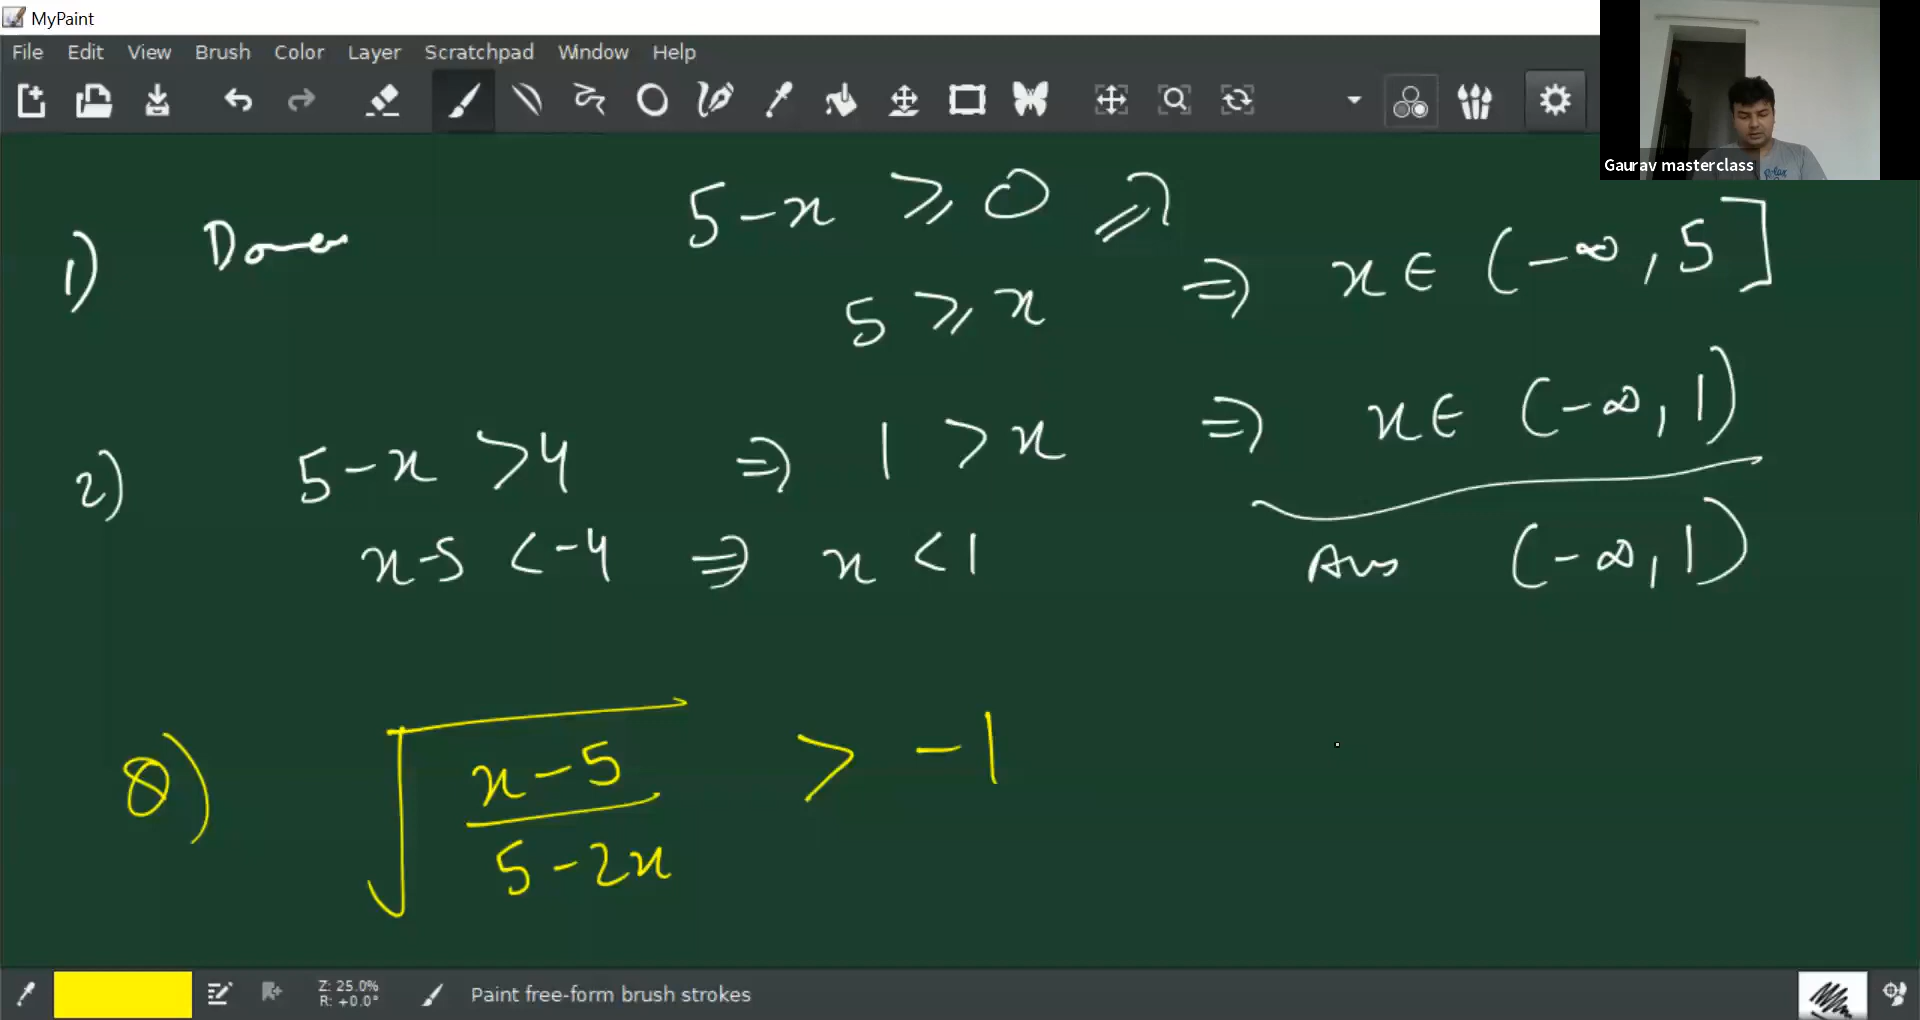 MyPaint
File Edit View Brush Color Layer Scratchpad Window Help
Gaurav masterclass
5-x ⩾ 0 ⇒
1)
x ∈ (-∞, 5]
5 ⩾ x ⇒
2) 5-x > 4 ⇒ 1 > x ⇒ x ∈ (-∞, 1)
x-5 < -4 ⇒ x < 1
Ans (-∞, 1)
8) √((x-5)/(5-2x)) > -1
Z: 25.0%
R: +0.0°
Paint free-form brush strokes